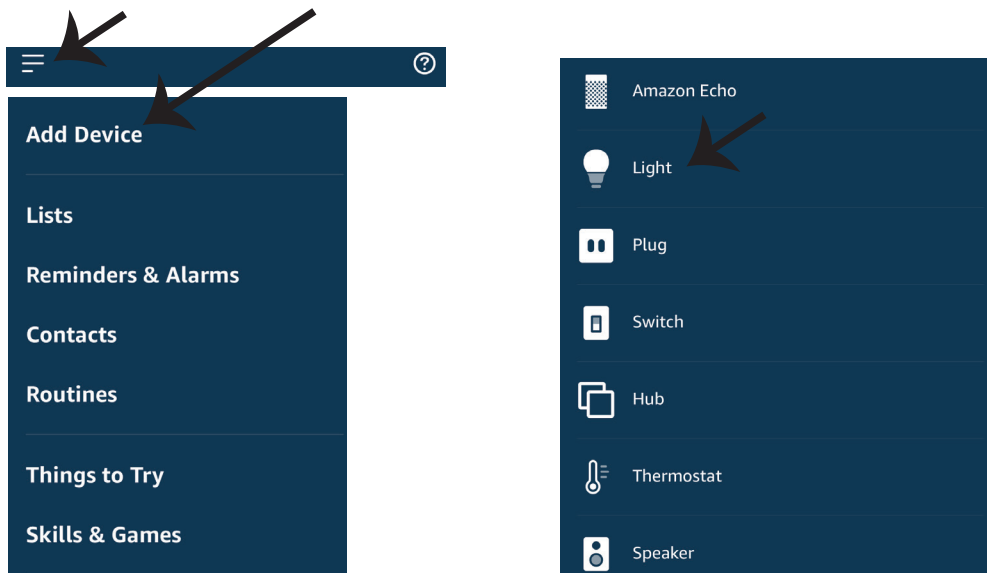 ?
Add Device
Lists
Reminders & Alarms
Contacts
Routines
Things to Try
Skills & Games
Amazon Echo
Light
Plug
Switch
Hub
Thermostat
Speaker